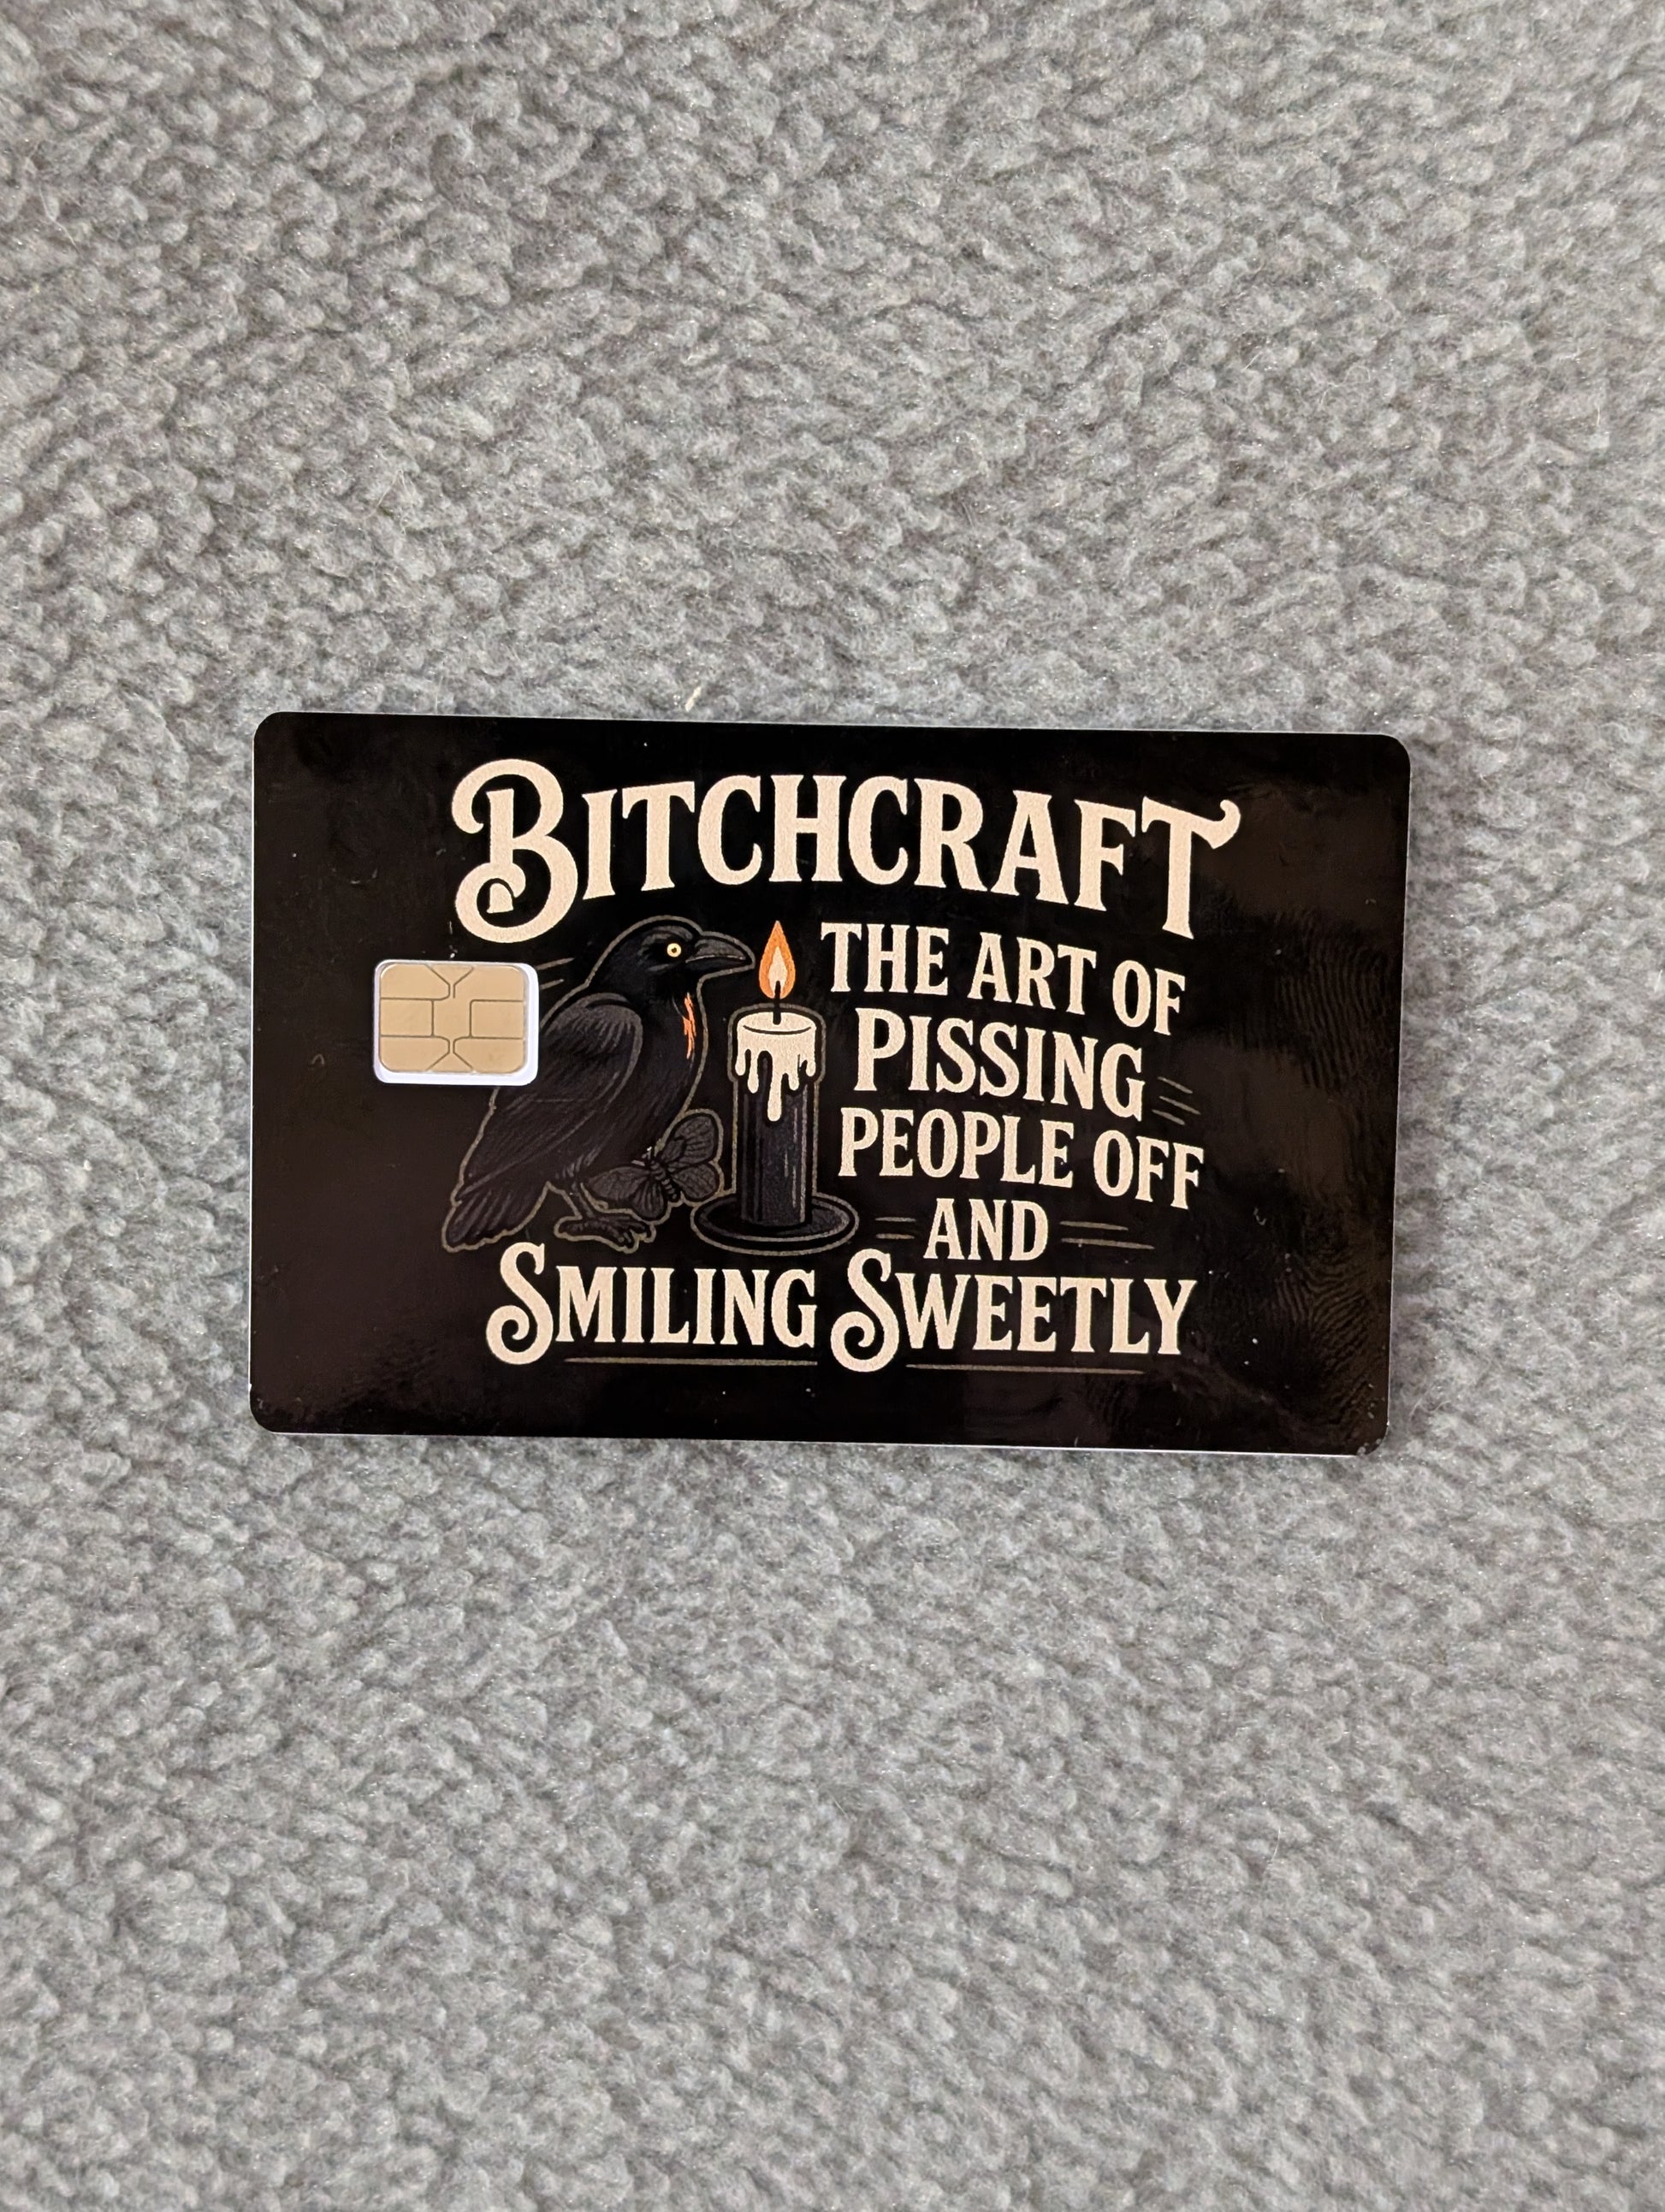 BITCHCRAFT
THE ART OF
PISSING
PEOPLE OFF
AND
SMILING SWEETLY